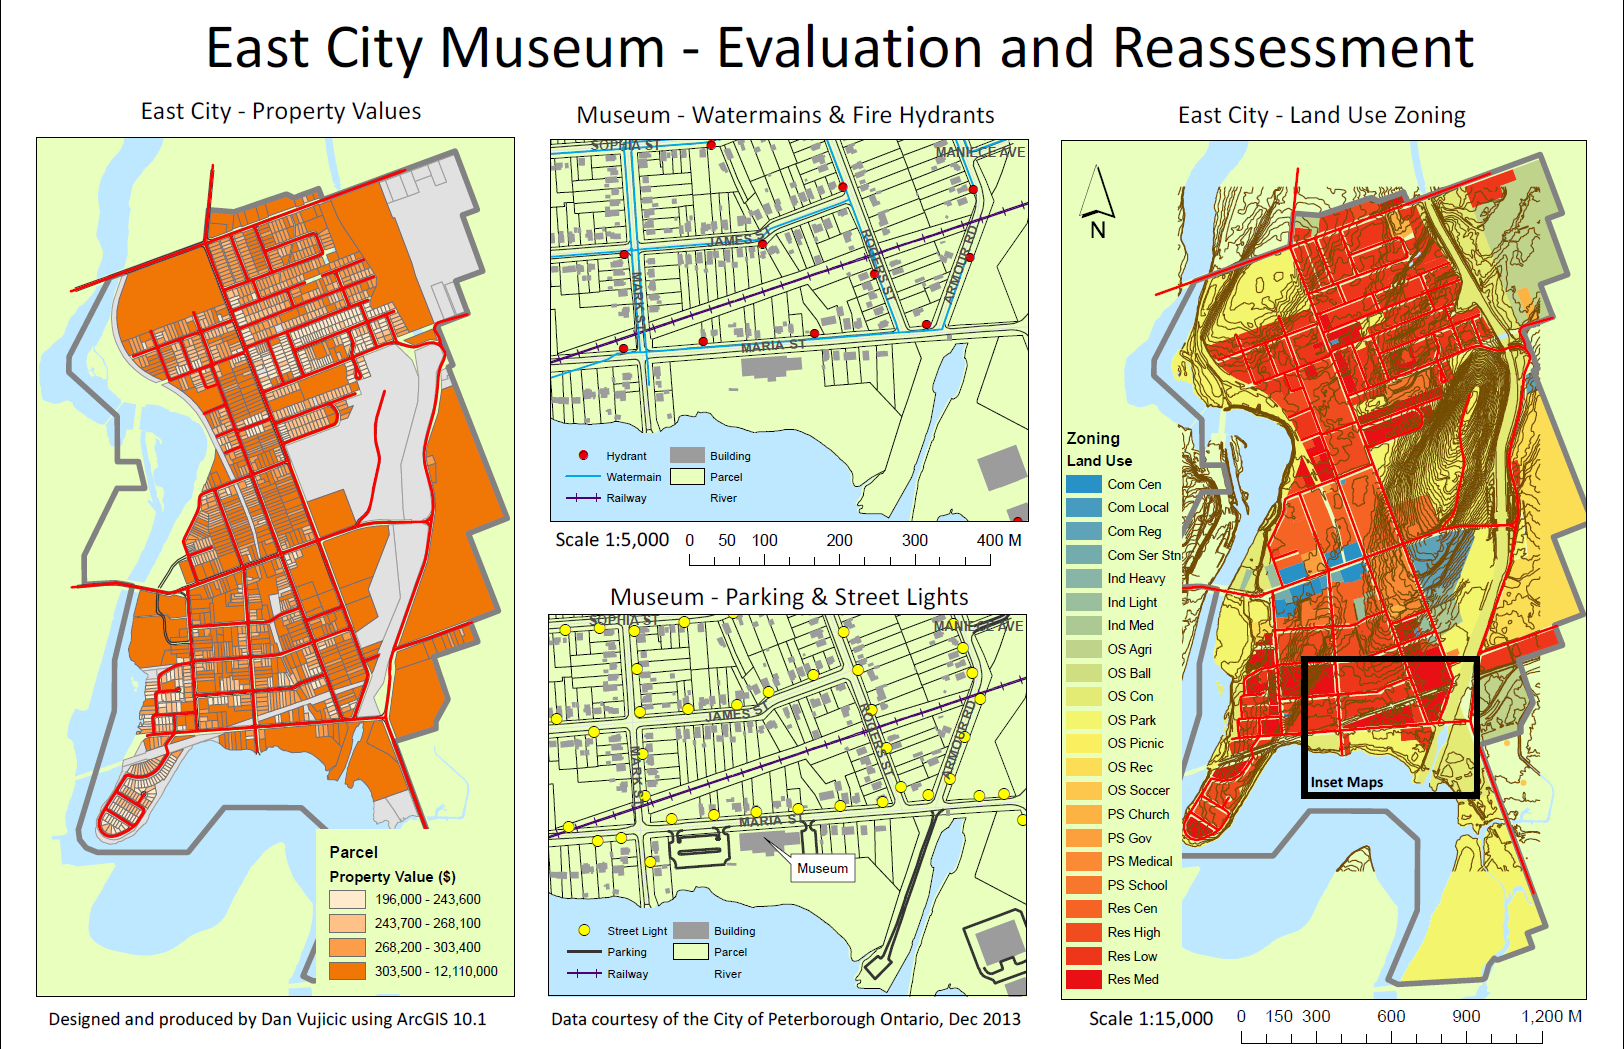 East City Museum - Evaluation and Reassessment
East City - Property Values
Parcel
Property Value ($)
196,000 - 243,600
243,700 - 268,100
268,200 - 303,400
303,500 - 12,110,000
Designed and produced by Dan Vujicic using ArcGIS 10.1
Museum - Watermains & Fire Hydrants
SOPHIA ST
MANIECE AVE
JAMES ST
ROGERS ST
ARMOUR RD
MARK ST
MARIA ST
Hydrant
Building
Watermain
Parcel
Railway
River
Scale 1:5,000
0 50 100 200 300 400 M
Museum - Parking & Street Lights
SOPHIA ST
MANIECE AVE
JAMES ST
ROGERS ST
ARMOUR RD
MARK ST
MARIA ST
Museum
Street Light
Building
Parking
Parcel
Railway
River
Data courtesy of the City of Peterborough Ontario, Dec 2013
East City - Land Use Zoning
N
Zoning
Land Use
Com Cen
Com Local
Com Reg
Com Ser Stn
Ind Heavy
Ind Light
Ind Med
OS Agri
OS Ball
OS Con
OS Park
OS Picnic
OS Rec
OS Soccer
PS Church
PS Gov
PS Medical
PS School
Res Cen
Res High
Res Low
Res Med
Inset Maps
Scale 1:15,000
0 150 300 600 900 1,200 M